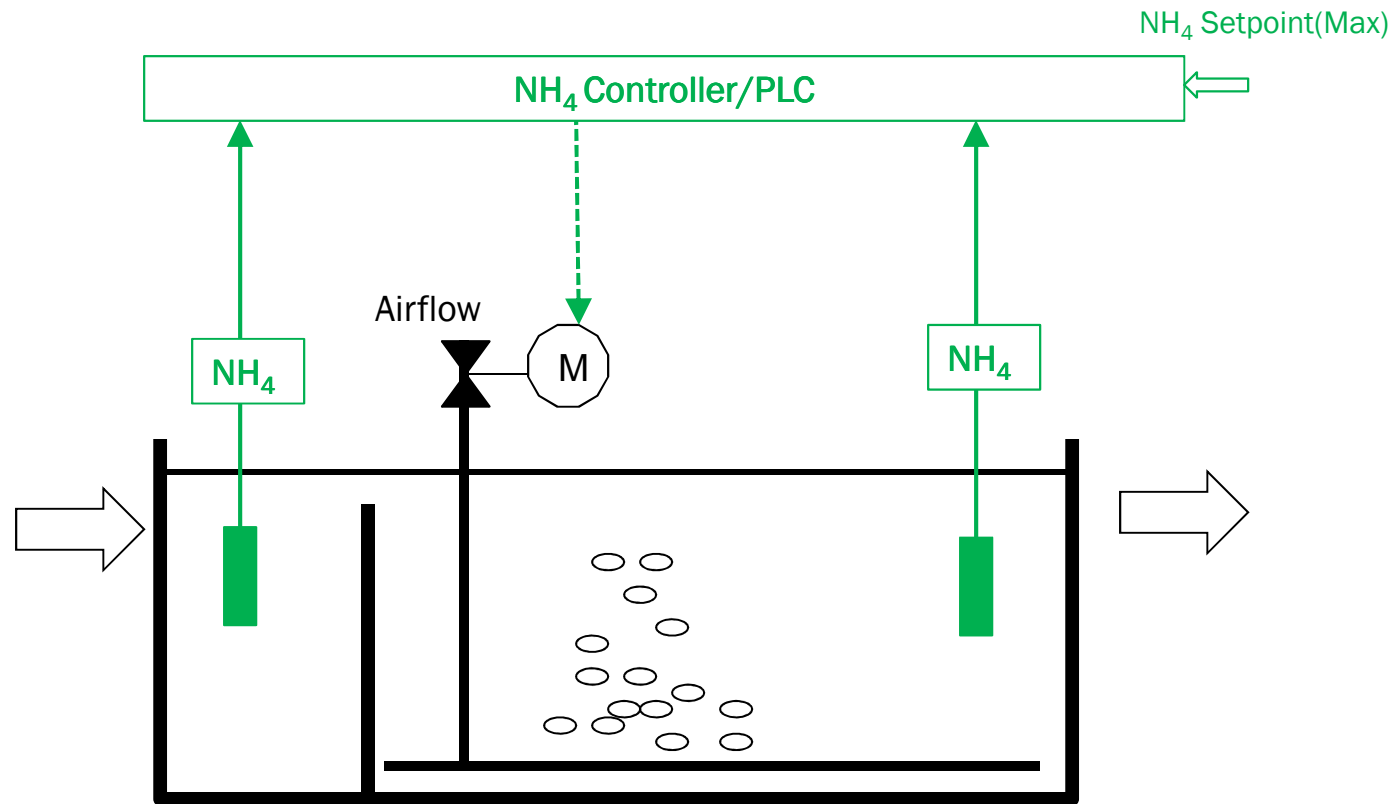 NH₄ Setpoint(Max)
NH₄ Controller/PLC
Airflow
NH₄
M
NH₄